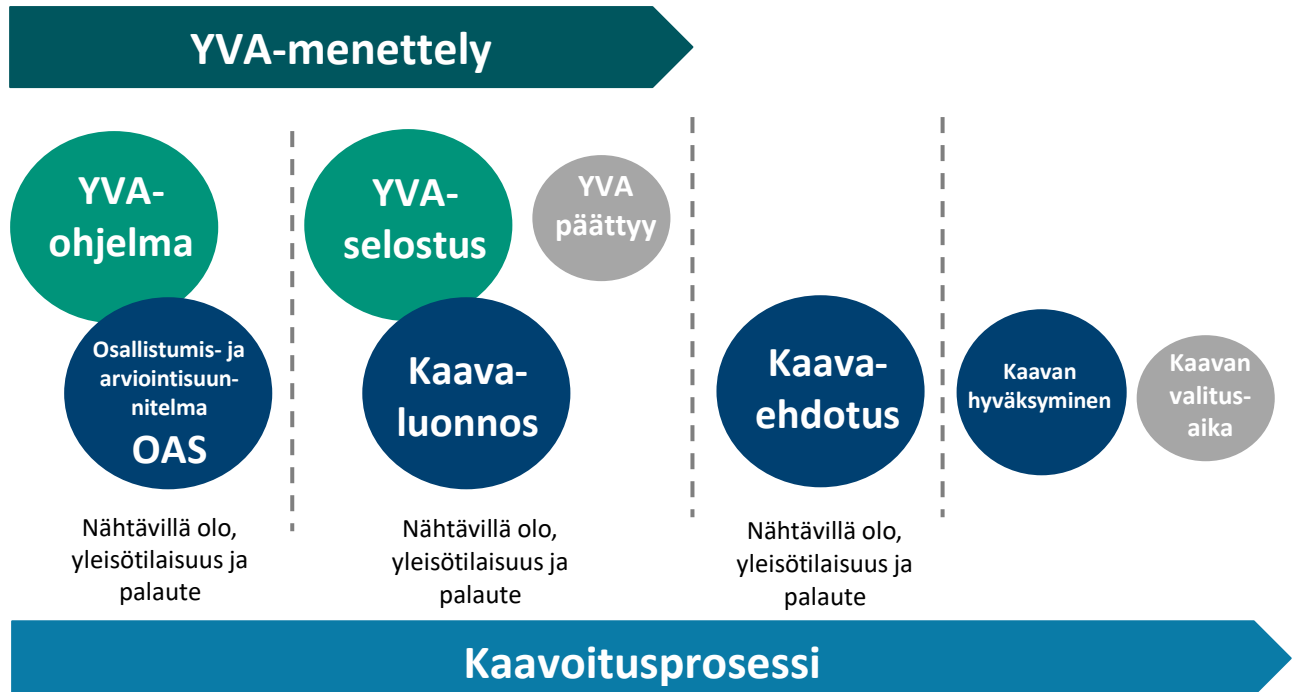 YVA-menettely
YVA-
ohjelma
Osallistumis- ja
arviointisuun-
nitelma
OAS
Nähtävillä olo,
yleisötilaisuus ja
palaute
YVA-
selostus
YVA
päättyy
Kaava-
luonnos
Nähtävillä olo,
yleisötilaisuus ja
palaute
Kaava-
ehdotus
Nähtävillä olo,
yleisötilaisuus ja
palaute
Kaavan
hyväksyminen
Kaavan
valitus-
aika
Kaavoitusprosessi